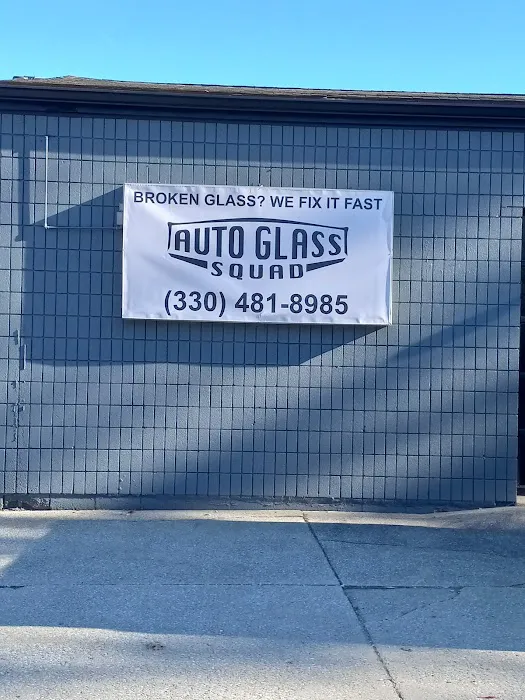 BROKEN GLASS? WE FIX IT FAST
AUTO GLASS
SQUAD
(330) 481-8985